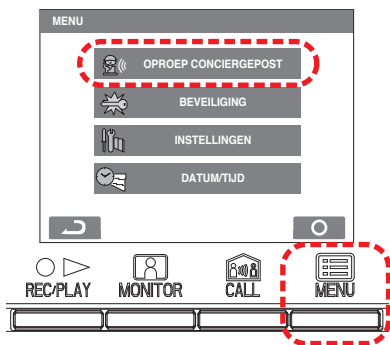 MENU
OPROEP CONCIERGEPOST
BEVEILIGING
INSTELLINGEN
DATUM/TIJD
REC/PLAY MONITOR CALL MENU